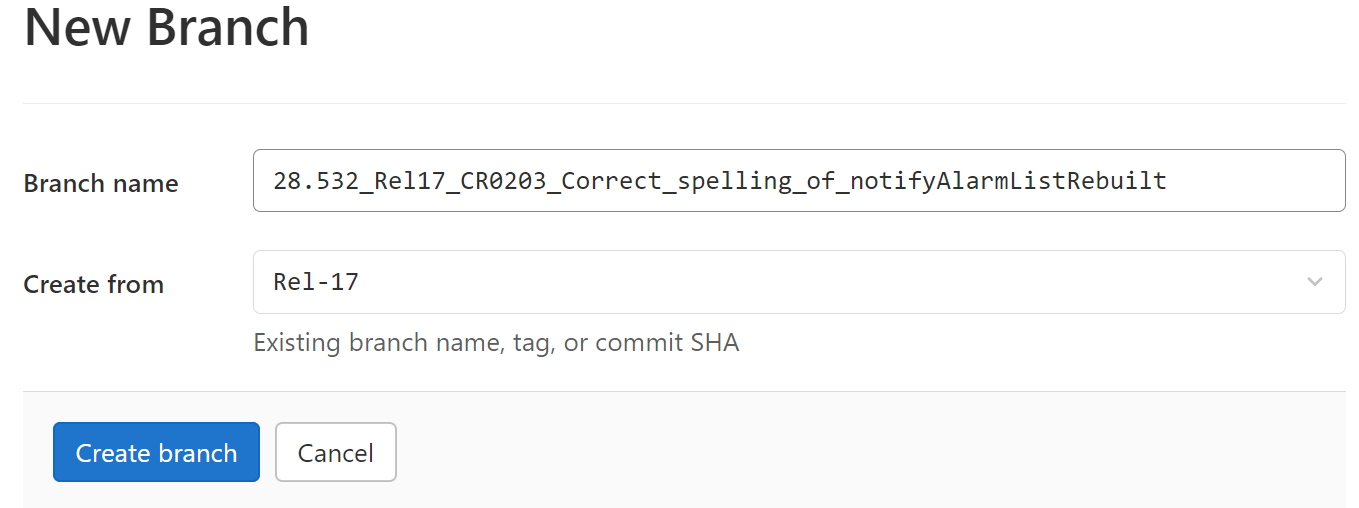 New Branch
Branch name
28.532_Rel17_CR0203_Correct_spelling_of_notifyAlarmListRebuilt
Create from
Rel-17
Existing branch name, tag, or commit SHA
Create branch
Cancel